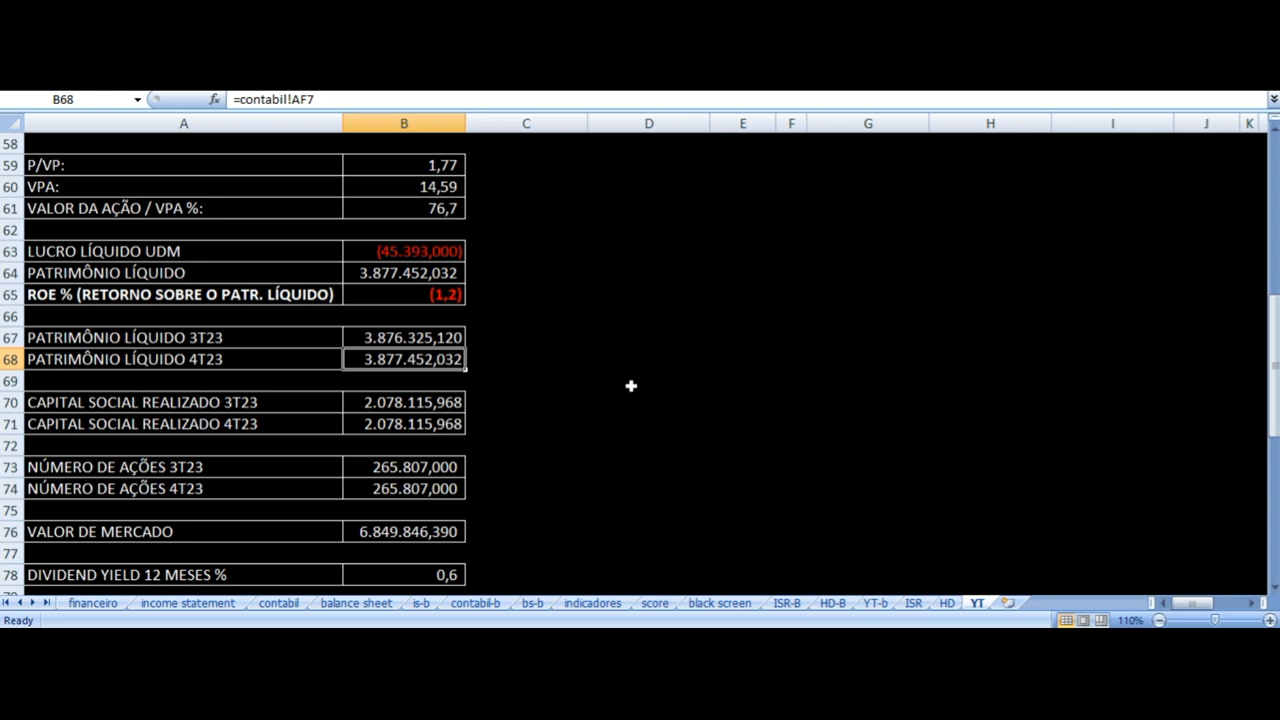 B68 fx =contabil!AF7
A B C D E F G H I J K
58
59 P/VP: 1,77
60 VPA: 14,59
61 VALOR DA AÇÃO / VPA %: 76,7
62
63 LUCRO LÍQUIDO UDM (45.393,000)
64 PATRIMÔNIO LÍQUIDO 3.877.452,032
65 ROE % (RETORNO SOBRE O PATR. LÍQUIDO) (1,2)
66
67 PATRIMÔNIO LÍQUIDO 3T23 3.876.325,120
68 PATRIMÔNIO LÍQUIDO 4T23 3.877.452,032
69
70 CAPITAL SOCIAL REALIZADO 3T23 2.078.115,968
71 CAPITAL SOCIAL REALIZADO 4T23 2.078.115,968
72
73 NÚMERO DE AÇÕES 3T23 265.807,000
74 NÚMERO DE AÇÕES 4T23 265.807,000
75
76 VALOR DE MERCADO 6.849.846,390
77
78 DIVIDEND YIELD 12 MESES % 0,6
financeiro income statement contabil balance sheet is-b contabil-b bs-b indicadores score black screen ISR-B HD-B YT-b ISR HD YT
Ready 110%